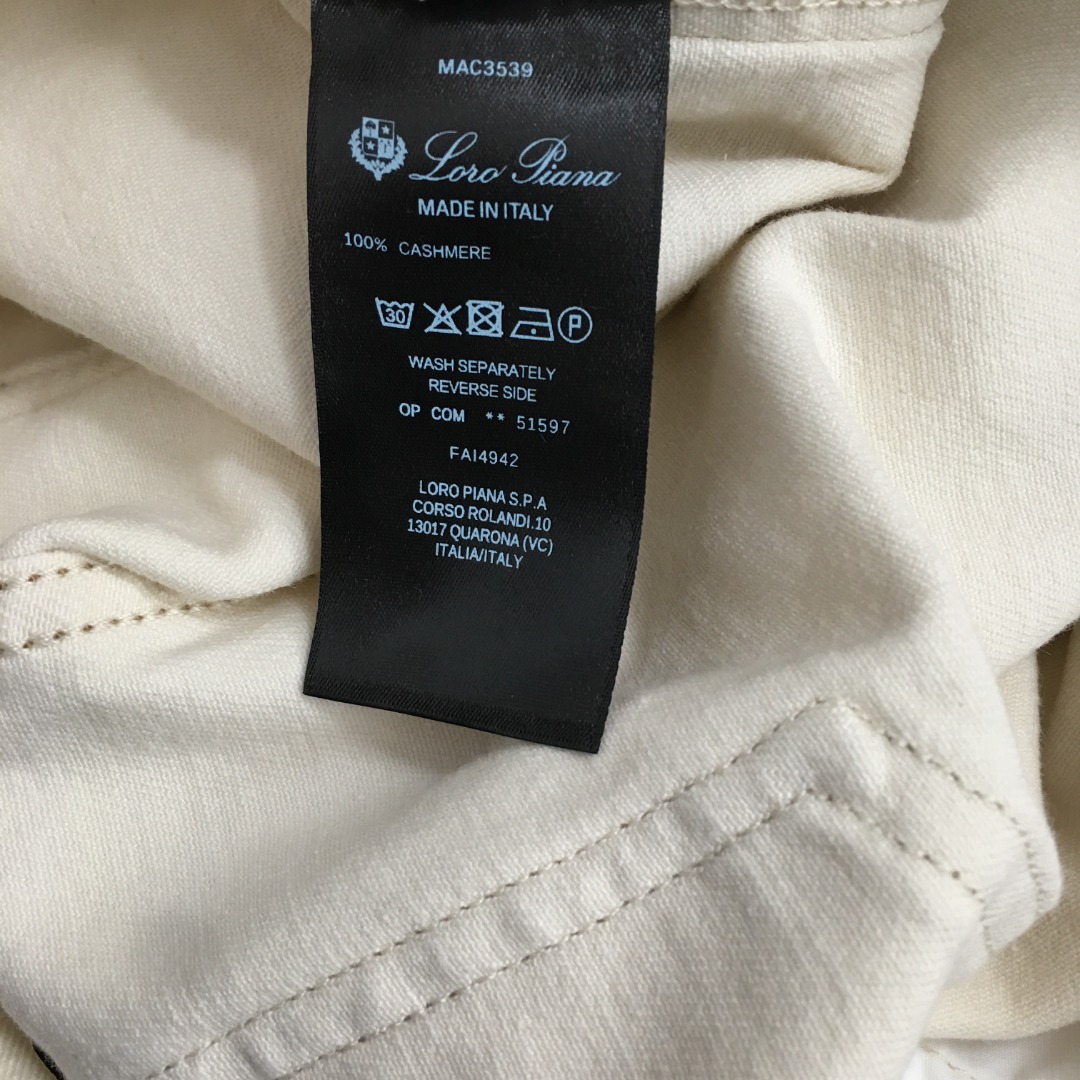 MAC3539
Loro Piana
MADE IN ITALY
100% CASHMERE
30 P
WASH SEPARATELY
REVERSE SIDE
OP COM ** 51597
FAI4942
LORO PIANA S.P.A
CORSO ROLANDI.10
13017 QUARONA (VC)
ITALIA/ITALY